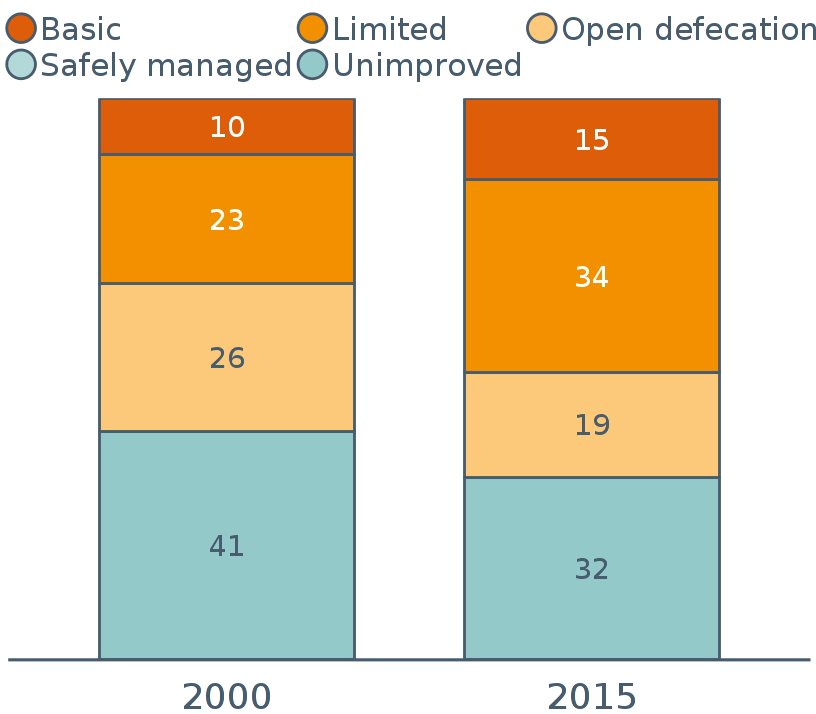 Basic Limited Open defecation
Safely managed Unimproved
10 15
23 34
26 19
41 32
2000 2015